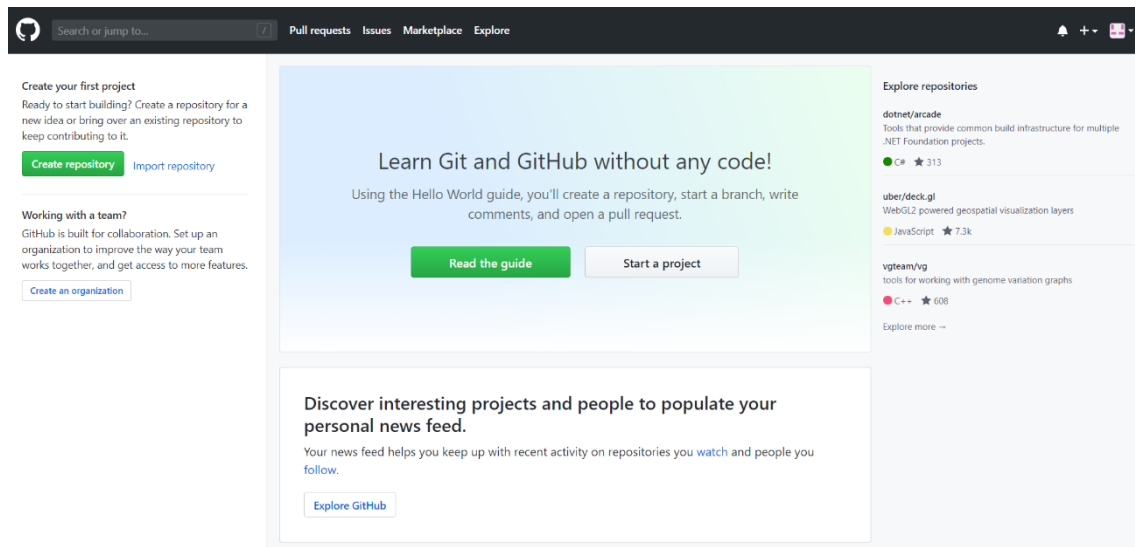 Search or jump to...
/
Pull requests Issues Marketplace Explore
Create your first project
Ready to start building? Create a repository for a
new idea or bring over an existing repository to
keep contributing to it.
Create repository
Import repository
Working with a team?
GitHub is built for collaboration. Set up an
organization to improve the way your team
works together, and get access to more features.
Create an organization
Learn Git and GitHub without any code!
Using the Hello World guide, you'll create a repository, start a branch, write
comments, and open a pull request.
Read the guide
Start a project
Discover interesting projects and people to populate your
personal news feed.
Your news feed helps you keep up with recent activity on repositories you watch and people you
follow.
Explore GitHub
Explore repositories
dotnet/arcade
Tools that provide common build infrastructure for multiple
.NET Foundation projects.
C# ★ 313
uber/deck.gl
WebGL2 powered geospatial visualization layers
JavaScript ★ 7.3k
vgteam/vg
tools for working with genome variation graphs
C++ ★ 608
Explore more →